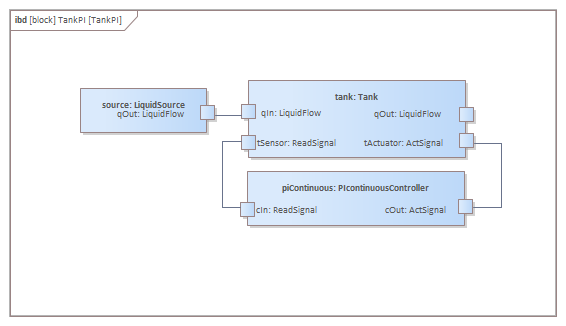 ibd [block] TankPI [TankPI]
source: LiquidSource
qOut: LiquidFlow
tank: Tank
qIn: LiquidFlow qOut: LiquidFlow
tSensor: ReadSignal tActuator: ActSignal
piContinuous: PIcontinuousController
cIn: ReadSignal cOut: ActSignal